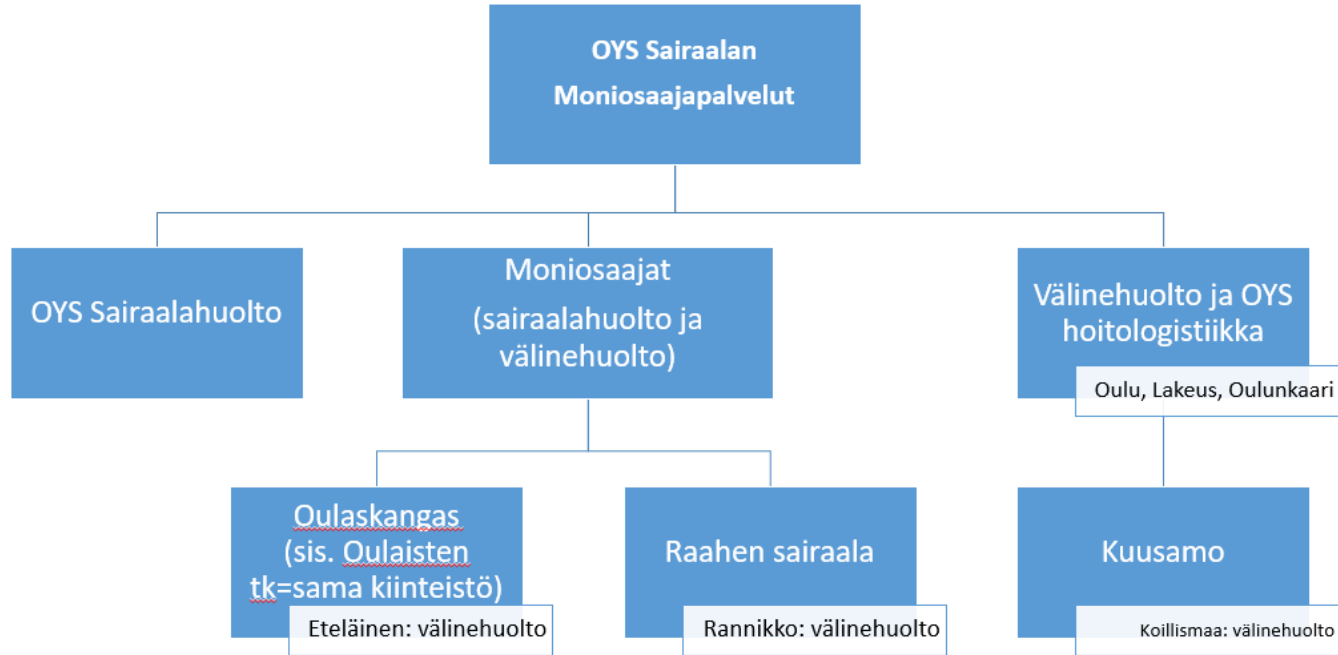 OYS Sairaalan
Moniosaajapalvelut
OYS Sairaalahuolto
Moniosaajat
(sairaalahuolto ja
välinehuolto)
Välinehuolto ja OYS
hoitologistiikka
Oulu, Lakeus, Oulunkaari
Oulaskangas
(sis. Oulaisten
tk=sama kiinteistö)
Eteläinen: välinehuolto
Raahen sairaala
Rannikko: välinehuolto
Kuusamo
Koillismaa: välinehuolto